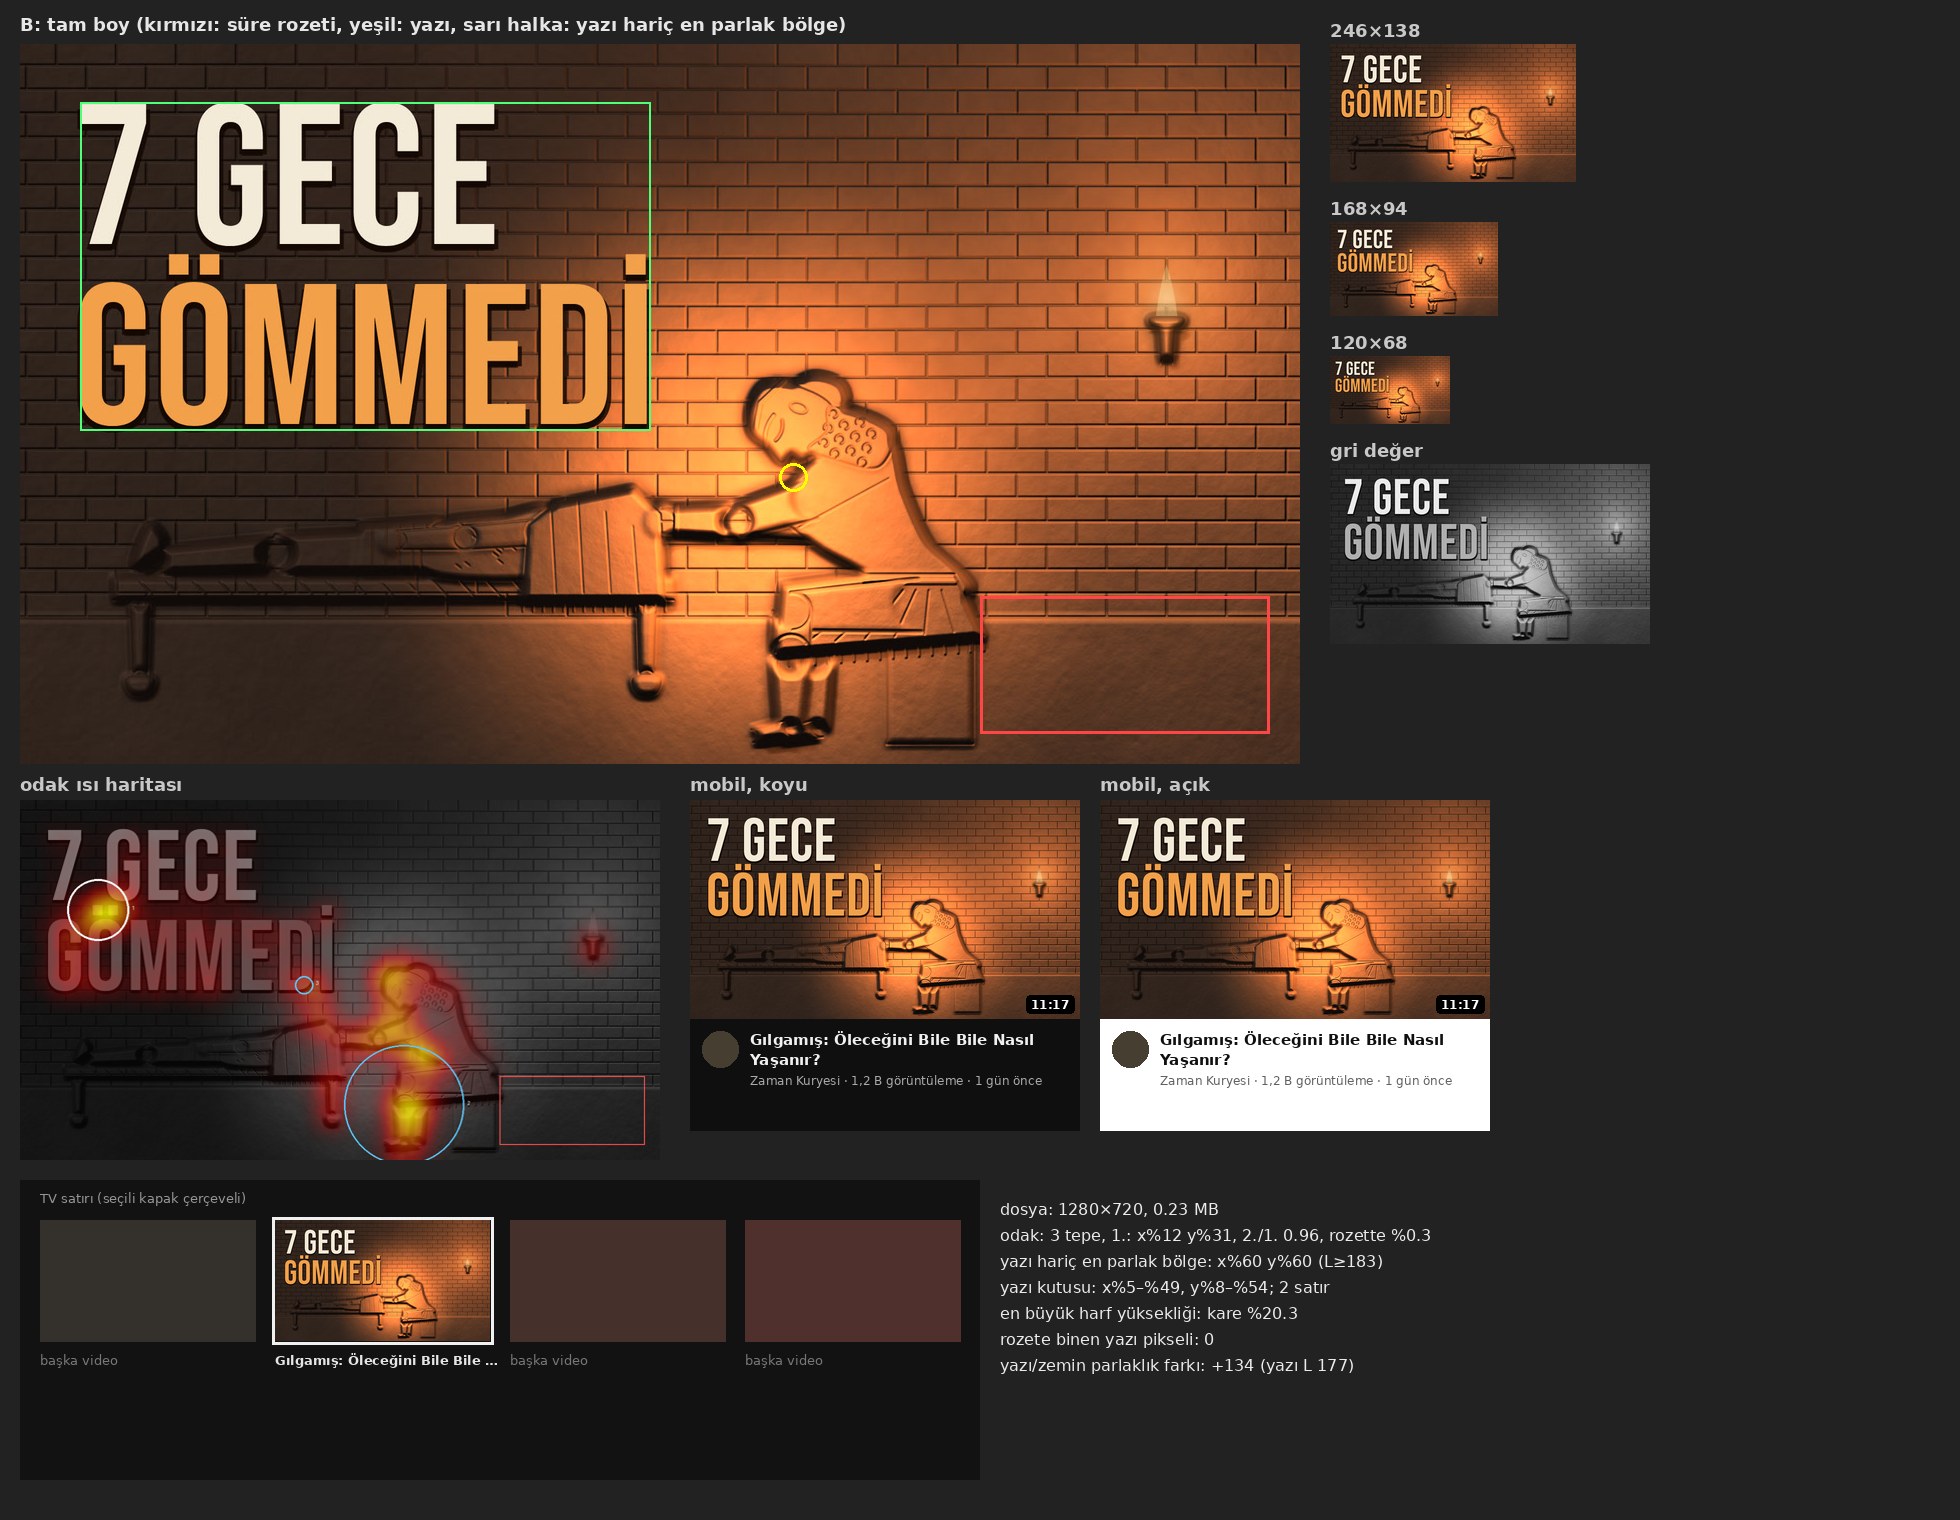 B: tam boy (kırmızı: süre rozeti, yeşil: yazı, sarı halka: yazı hariç en parlak bölge)
7 GECE
GÖMMEDİ
246×138
7 GECE
GÖMMEDİ
168×94
7 GECE
GÖMMEDİ
120×68
7 GECE
GÖMMEDİ
gri değer
7 GECE
GÖMMEDİ
odak ısı haritası
7 GECE
GÖMMEDİ
mobil, koyu
7 GECE
GÖMMEDİ
11:17
Gılgamış: Öleceğini Bile Bile Nasıl
Yaşanır?
Zaman Kuryesi · 1,2 B görüntüleme · 1 gün önce
mobil, açık
7 GECE
GÖMMEDİ
11:17
Gılgamış: Öleceğini Bile Bile Nasıl
Yaşanır?
Zaman Kuryesi · 1,2 B görüntüleme · 1 gün önce
TV satırı (seçili kapak çerçeveli)
7 GECE
GÖMMEDİ
başka video
Gılgamış: Öleceğini Bile Bile ...
başka video
başka video
dosya: 1280×720, 0.23 MB
odak: 3 tepe, 1.: x%12 y%31, 2./1. 0.96, rozette %0.3
yazı hariç en parlak bölge: x%60 y%60 (L≥183)
yazı kutusu: x%5–%49, y%8–%54; 2 satır
en büyük harf yüksekliği: kare %20.3
rozete binen yazı pikseli: 0
yazı/zemin parlaklık farkı: +134 (yazı L 177)